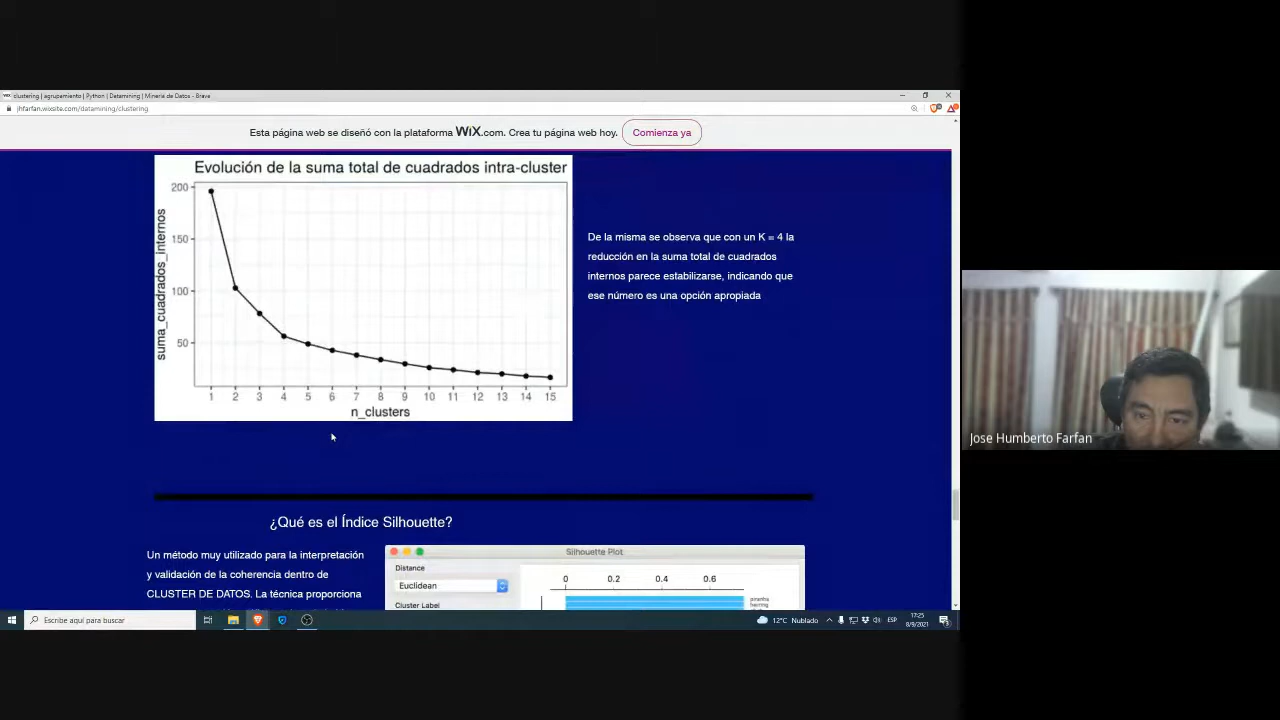 clustering | agrupamiento | Python | Datamining | Mineria de Datos - Brave
jhfarfan.wixsite.com/datamining/clustering
Esta página web se diseñó con la plataforma WiX.com. Crea tu página web hoy. Comienza ya
Evolución de la suma total de cuadrados intra-cluster
suma_cuadrados_internos
200
150
100
50
1 2 3 4 5 6 7 8 9 10 11 12 13 14 15
n_clusters
De la misma se observa que con un K = 4 la
reducción en la suma total de cuadrados
internos parece estabilizarse, indicando que
ese número es una opción apropiada
Jose Humberto Farfan
¿Qué es el Índice Silhouette?
Un método muy utilizado para la interpretación
y validación de la coherencia dentro de
CLUSTER DE DATOS. La técnica proporciona
Silhouette Plot
Distance
Euclidean
Cluster Label
0 0.2 0.4 0.6
piranha
herring
Escribe aquí para buscar
12°C Nublado
ESP
17:25
8/9/2021